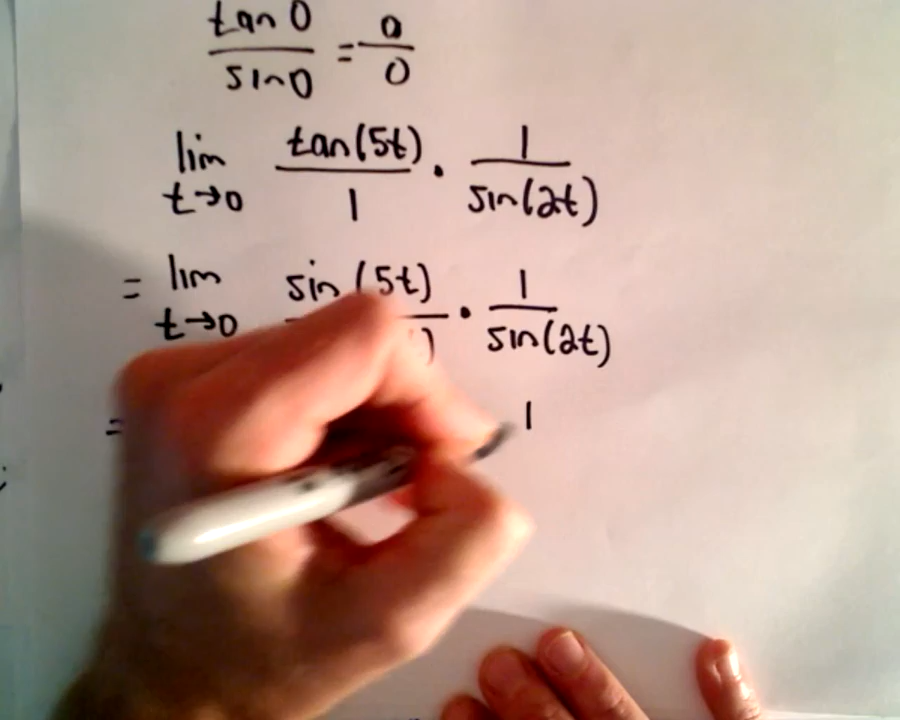 tan 0 / sin 0 = 0 / 0
lim t→0 tan(5t) / 1 · 1 / sin(2t)
= lim t→0 sin(5t) / ) · 1 / sin(2t)
= 1